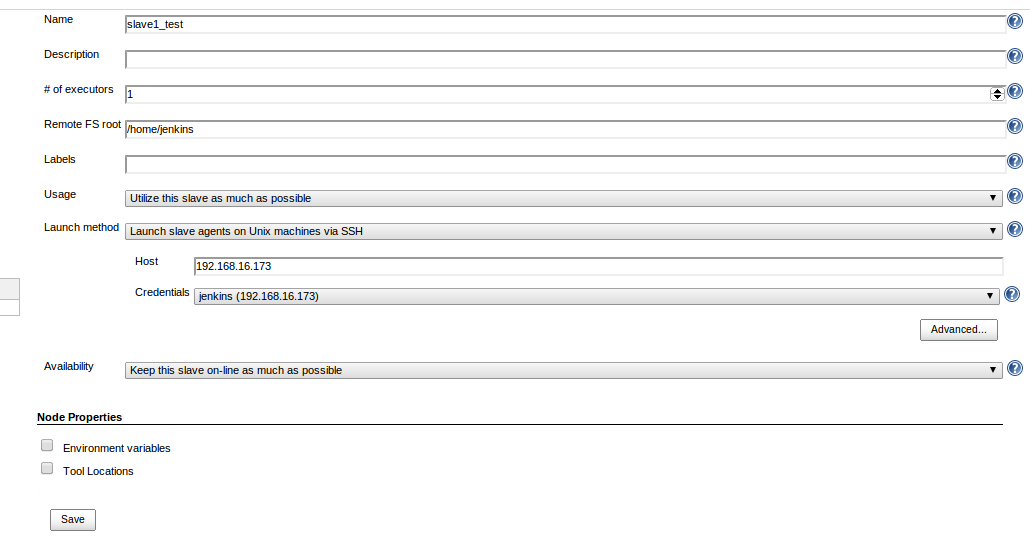 Name slave1_test
Description
# of executors 1
Remote FS root /home/jenkins
Labels
Usage Utilize this slave as much as possible
Launch method Launch slave agents on Unix machines via SSH
Host 192.168.16.173
Credentials jenkins (192.168.16.173)
Advanced...
Availability Keep this slave on-line as much as possible
Node Properties
Environment variables
Tool Locations
Save